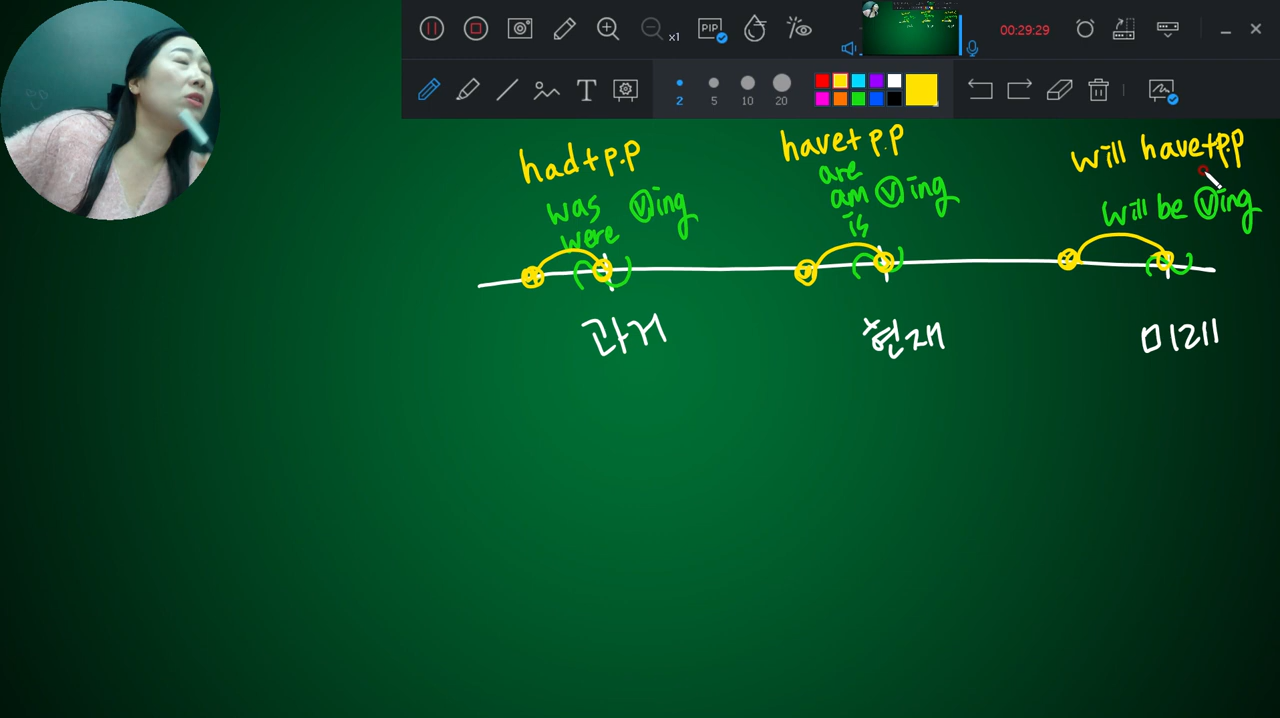 x1
PIP
00:29:29
T
2 5 10 20
had+p.p
was
were
ving
과거
have+p.p
are
am
is
ving
현재
will have+p.p
will be ving
미래